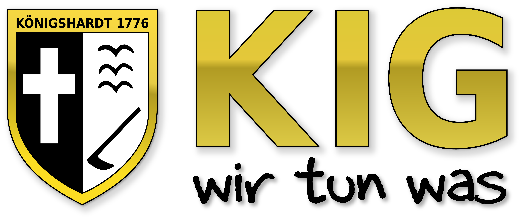 KÖNIGSHARDT 1776
KIG
wir tun was